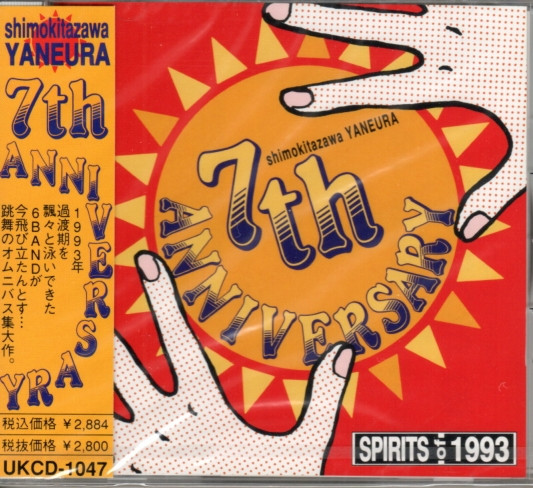 shimokitazawa
YANEURA
7th
ANNIVERSARY
1993年
過渡期を
飄々と泳いできた
6BANDが
今飛び立たんとす…
跳舞のオムニバス集大作。
税込価格 ¥2,884
税抜価格 ¥2,800
UKCD-1047
shimokitazawa YANEURA
7th
ANNIVERSARY
SPIRITS OF 1993